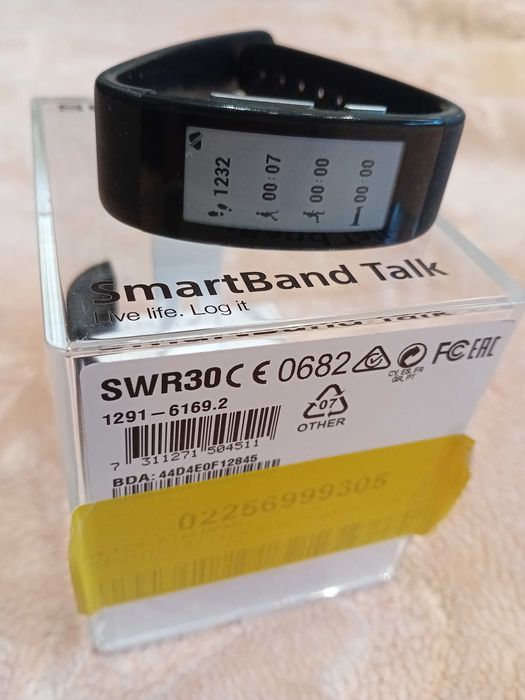 1232
00:07
00:00
00:00
SmartBand Talk
Live life. Log it
SWR30 CE 0682 FC EAC
CY, ES, FR
GR, PT
1291-6169.2
07
OTHER
7 311271 504511
BDA: 44D4E0F12845
02256999305